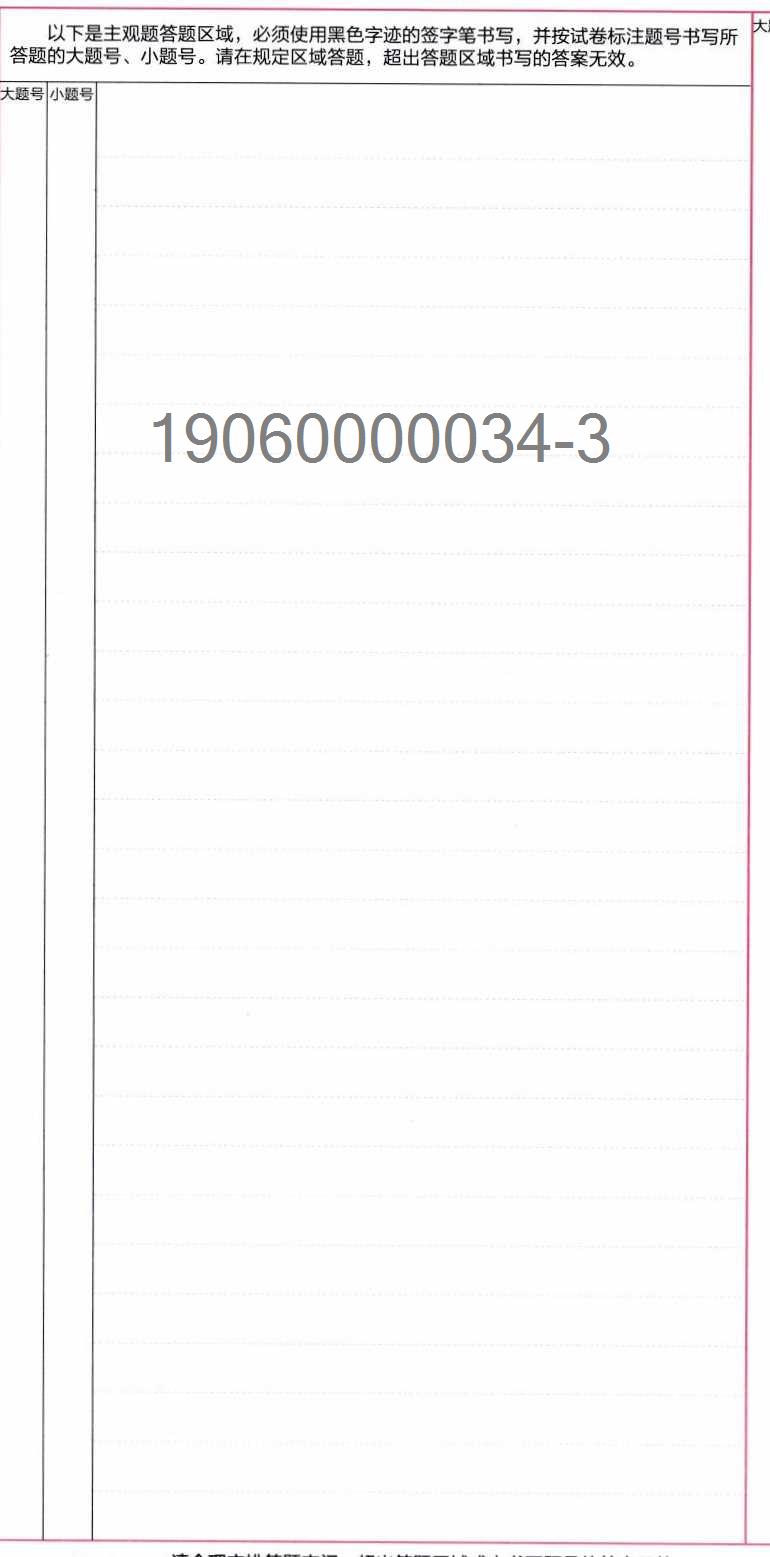 以下是主观题答题区域，必须使用黑色字迹的签字笔书写，并按试卷标注题号书写所
答题的大题号、小题号。请在规定区域答题，超出答题区域书写的答案无效。
大题号 小题号
19060000034-3